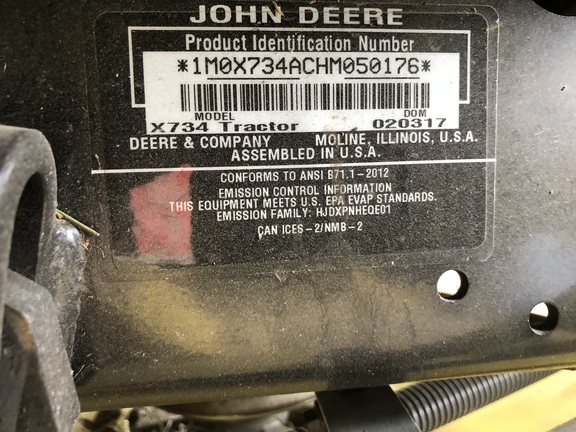 JOHN DEERE
Product Identification Number
*1M0X734ACHM050176*
MODEL DOM
X734 Tractor 020317
DEERE & COMPANY MOLINE, ILLINOIS, U.S.A.
ASSEMBLED IN U.S.A.
CONFORMS TO ANSI B71.1-2012
EMISSION CONTROL INFORMATION
THIS EQUIPMENT MEETS U.S. EPA EVAP STANDARDS.
EMISSION FAMILY: HJDXPNHEQE01
CAN ICES-2/NMB-2